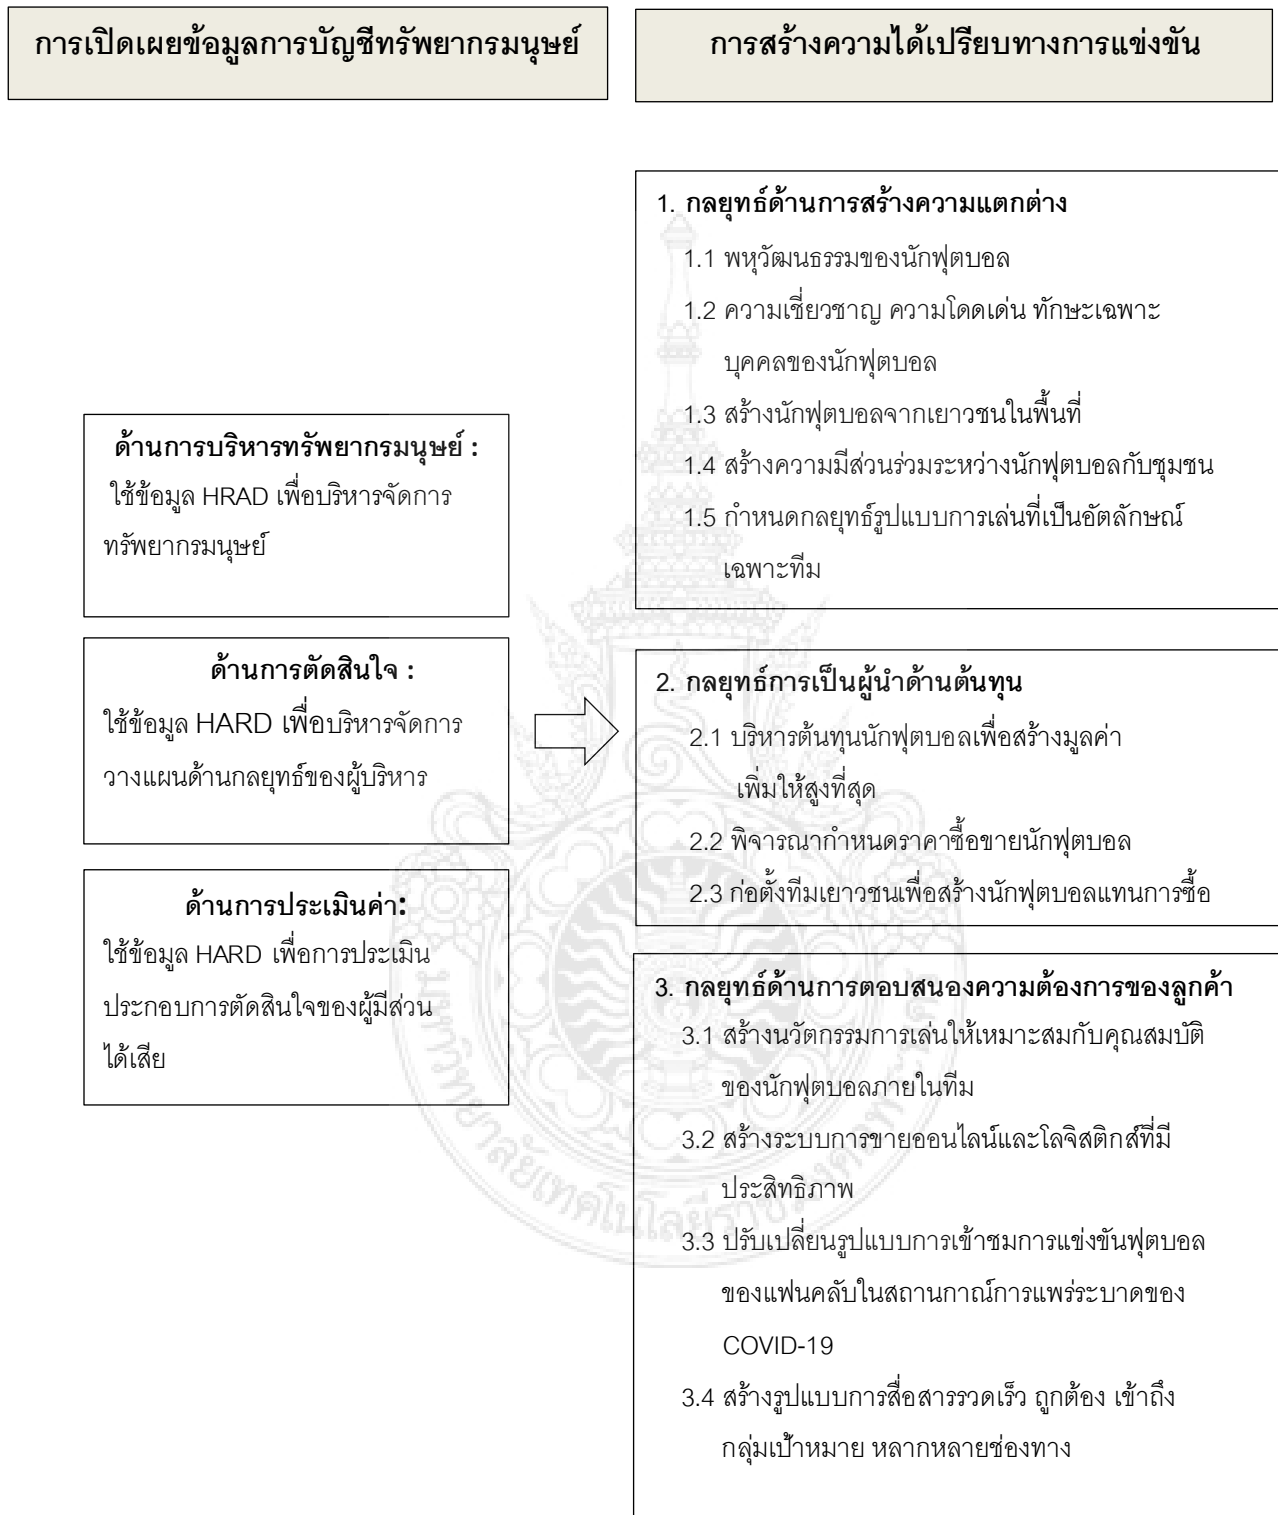 การเปิดเผยข้อมูลการบัญชีทรัพยากรมนุษย์
การสร้างความได้เปรียบทางการแข่งขัน
ด้านการบริหารทรัพยากรมนุษย์ :
ใช้ข้อมูล HRAD เพื่อบริหารจัดการ
ทรัพยากรมนุษย์
ด้านการตัดสินใจ :
ใช้ข้อมูล HARD เพื่อบริหารจัดการ
วางแผนด้านกลยุทธ์ของผู้บริหาร
ด้านการประเมินค่า:
ใช้ข้อมูล HARD เพื่อการประเมิน
ประกอบการตัดสินใจของผู้มีส่วน
ได้เสีย
1. กลยุทธ์ด้านการสร้างความแตกต่าง
1.1 พหุวัฒนธรรมของนักฟุตบอล
1.2 ความเชี่ยวชาญ ความโดดเด่น ทักษะเฉพาะ
บุคคลของนักฟุตบอล
1.3 สร้างนักฟุตบอลจากเยาวชนในพื้นที่
1.4 สร้างความมีส่วนร่วมระหว่างนักฟุตบอลกับชุมชน
1.5 กำหนดกลยุทธ์รูปแบบการเล่นที่เป็นอัตลักษณ์
เฉพาะทีม
2. กลยุทธ์การเป็นผู้นำด้านต้นทุน
2.1 บริหารต้นทุนนักฟุตบอลเพื่อสร้างมูลค่า
เพิ่มให้สูงที่สุด
2.2 พิจารณากำหนดราคาซื้อขายนักฟุตบอล
2.3 ก่อตั้งทีมเยาวชนเพื่อสร้างนักฟุตบอลแทนการซื้อ
3. กลยุทธ์ด้านการตอบสนองความต้องการของลูกค้า
3.1 สร้างนวัตกรรมการเล่นให้เหมาะสมกับคุณสมบัติ
ของนักฟุตบอลภายในทีม
3.2 สร้างระบบการขายออนไลน์และโลจิสติกส์ที่มี
ประสิทธิภาพ
3.3 ปรับเปลี่ยนรูปแบบการเข้าชมการแข่งขันฟุตบอล
ของแฟนคลับในสถานกาณ์การแพร่ระบาดของ
COVID-19
3.4 สร้างรูปแบบการสื่อสารรวดเร็ว ถูกต้อง เข้าถึง
กลุ่มเป้าหมาย หลากหลายช่องทาง
มหาวิทยาลัยเทคโนโลยีราชมงคลพระนคร